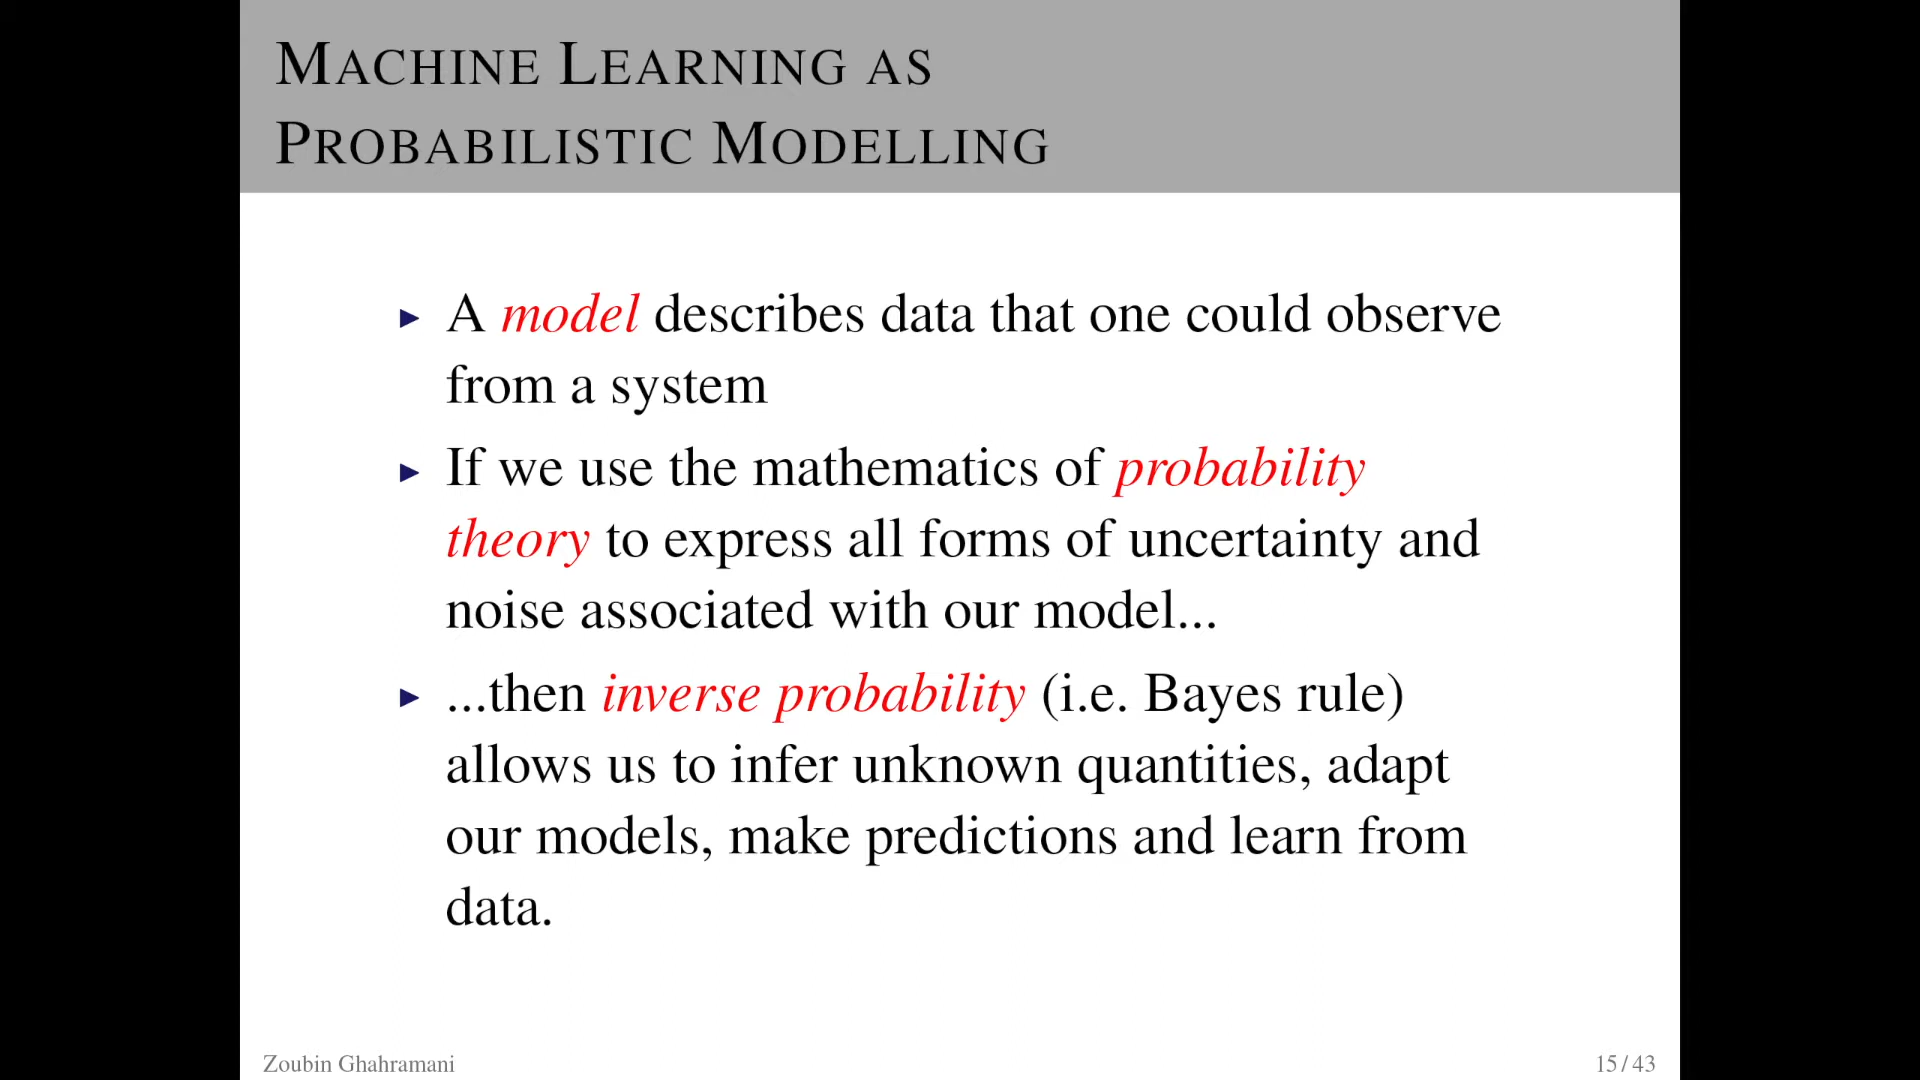 MACHINE LEARNING AS
PROBABILISTIC MODELLING
▶ A model describes data that one could observe
from a system
▶ If we use the mathematics of probability
theory to express all forms of uncertainty and
noise associated with our model...
▶ ...then inverse probability (i.e. Bayes rule)
allows us to infer unknown quantities, adapt
our models, make predictions and learn from
data.
Zoubin Ghahramani
15 / 43